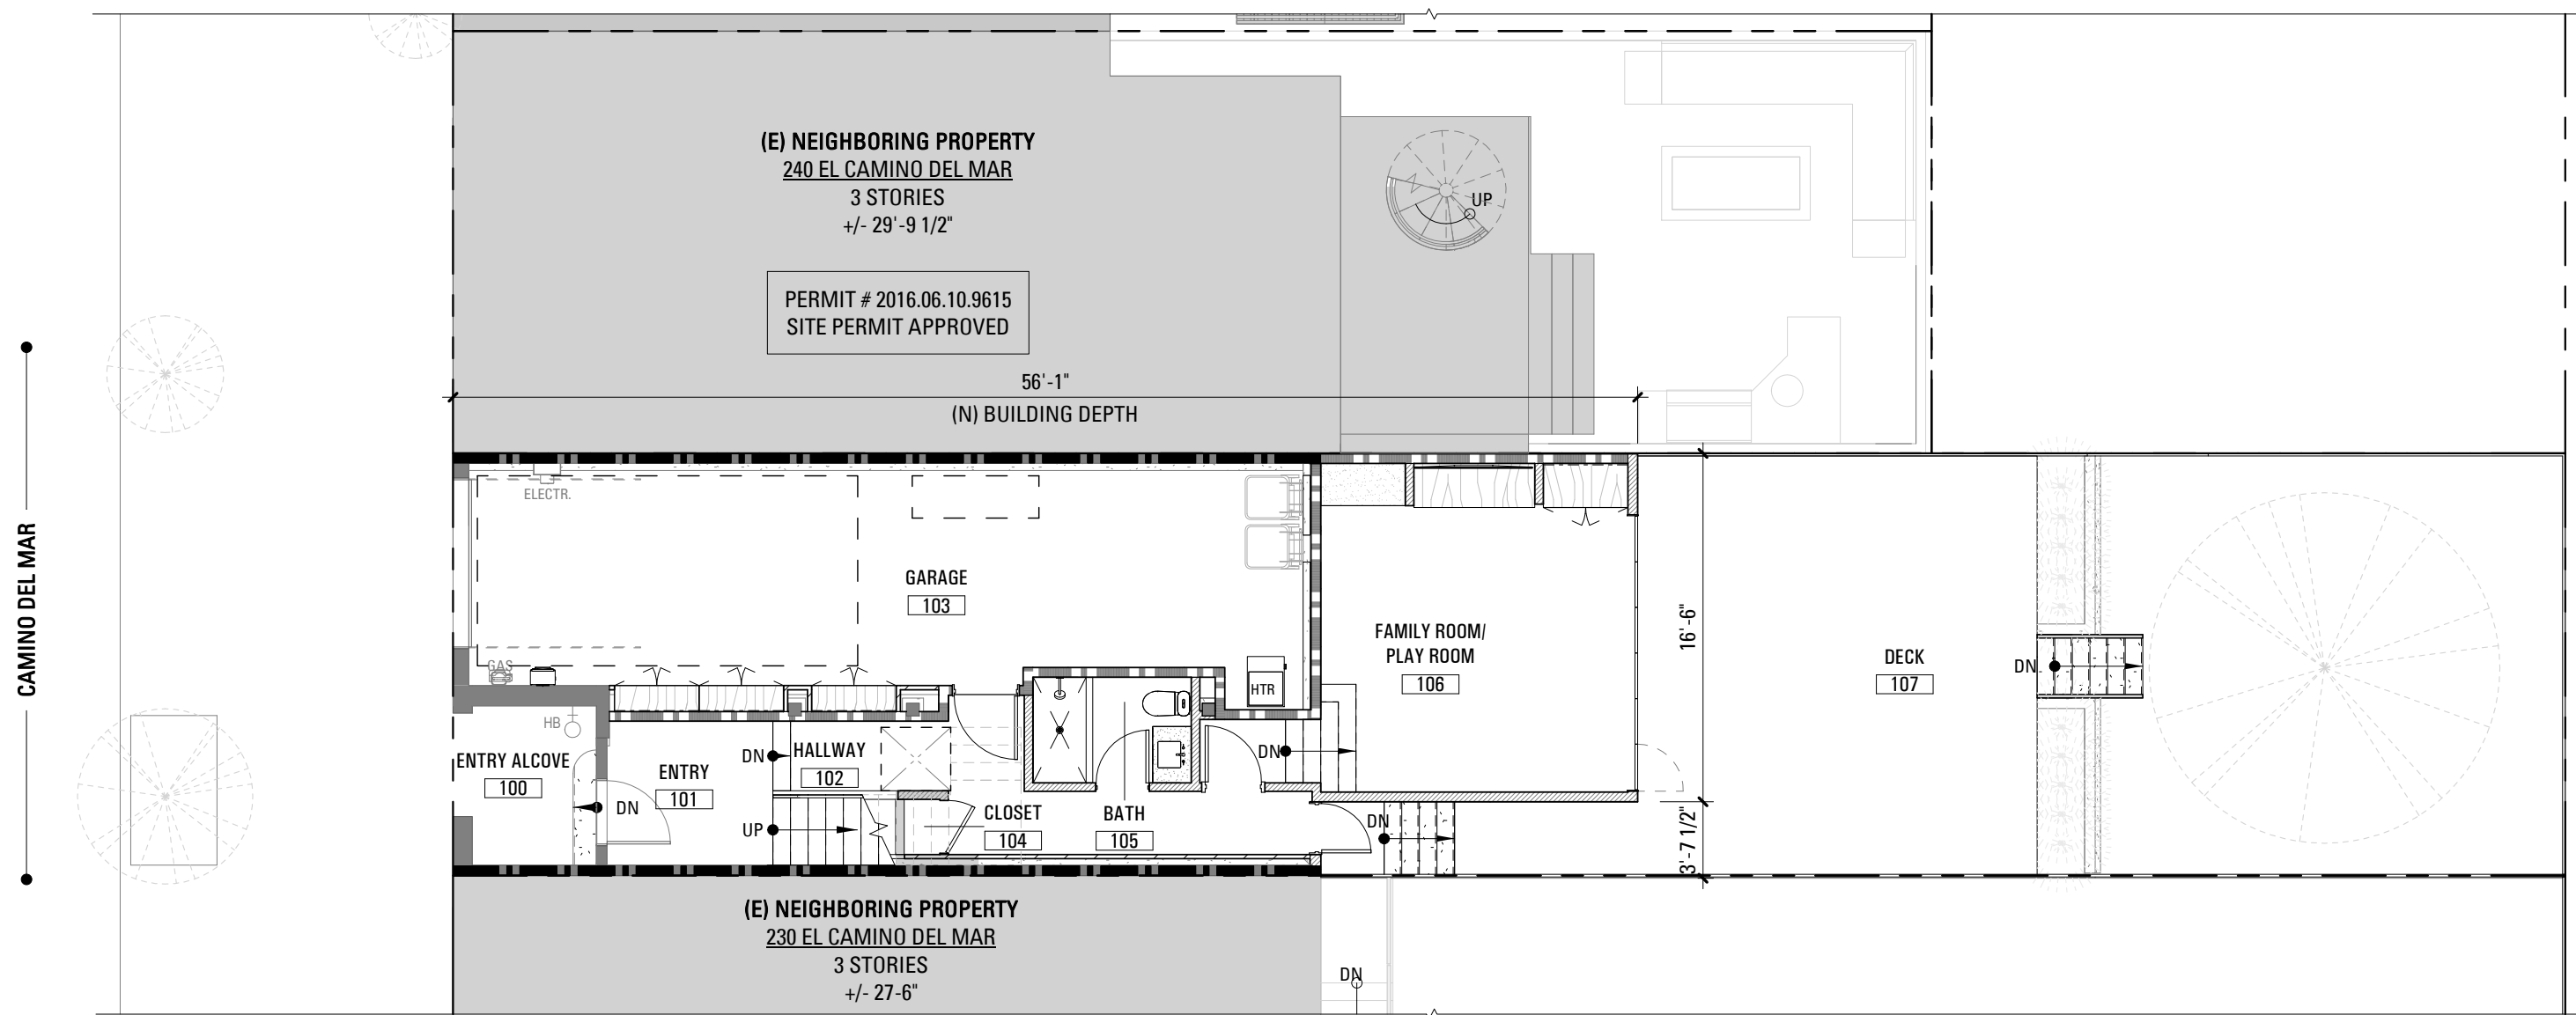 (E) NEIGHBORING PROPERTY
240 EL CAMINO DEL MAR
3 STORIES
+/- 29'-9 1/2"
UP
PERMIT # 2016.06.10.9615
SITE PERMIT APPROVED
56'-1"
(N) BUILDING DEPTH
CAMINO DEL MAR
ELECTR.
GARAGE
103
GAS
HTR
FAMILY ROOM/
PLAY ROOM
106
16'-6"
DECK
107
DN
HB
ENTRY ALCOVE
100
DN
ENTRY
101
DN
HALLWAY
102
UP
CLOSET
104
BATH
105
DN
DN
3'-7 1/2"
(E) NEIGHBORING PROPERTY
230 EL CAMINO DEL MAR
3 STORIES
+/- 27-6"
DN